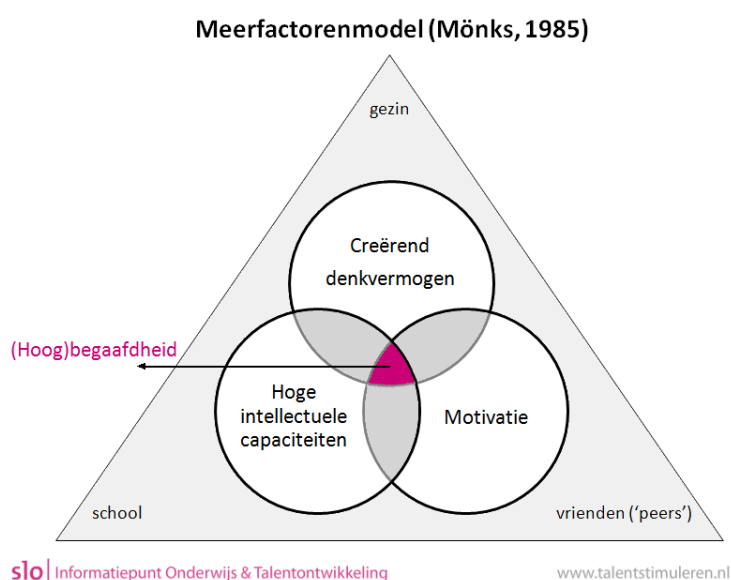 Meerfactorenmodel (Mönks, 1985)
gezin
Creërend
denkvermogen
(Hoog)begaafdheid
Hoge
intellectuele
capaciteiten
Motivatie
school
vrienden (‘peers’)
slo | Informatiepunt Onderwijs & Talentontwikkeling
www.talentstimuleren.nl